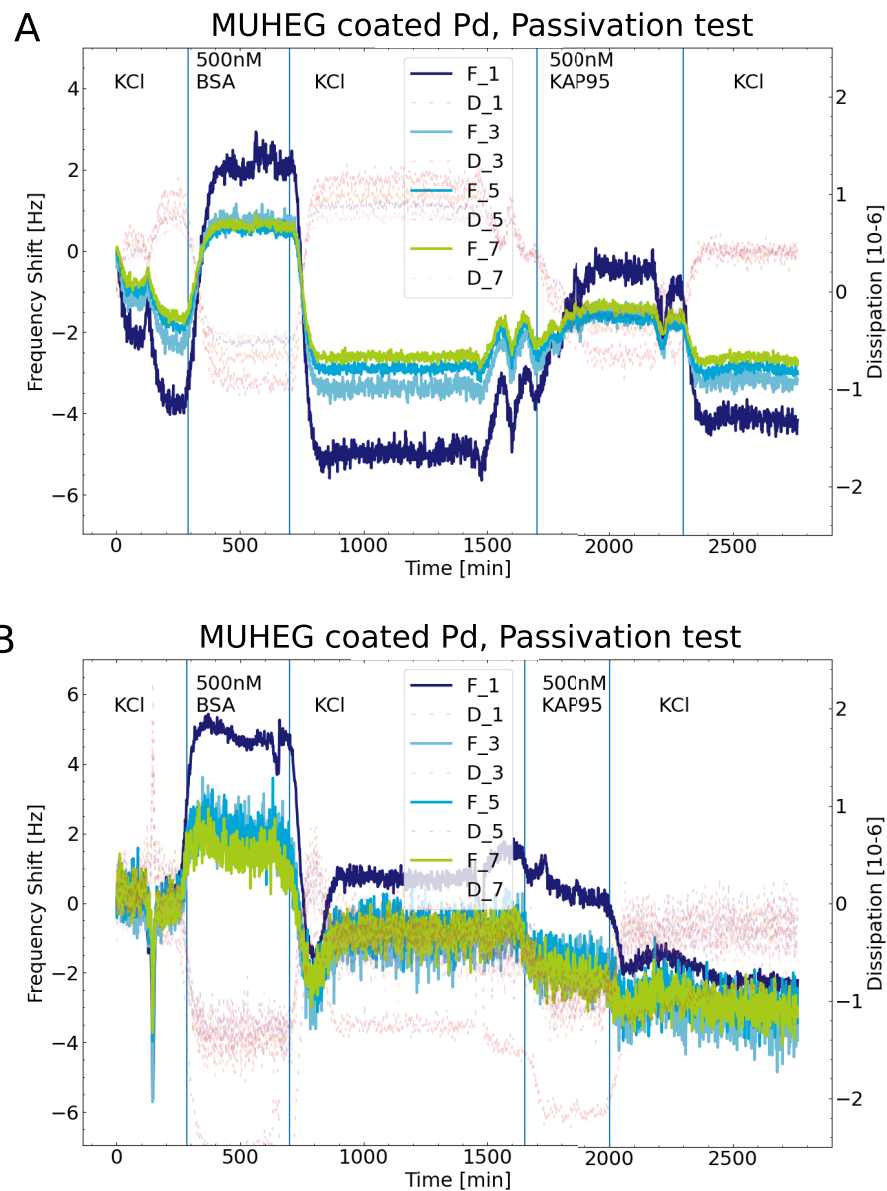 A
MUHEG coated Pd, Passivation test
KCl
500nM
BSA
KCl
500nM
KAP95
KCl
F_1
D_1
F_3
D_3
F_5
D_5
F_7
D_7
4
2
0
−2
−4
−6
Frequency Shift [Hz]
2
1
0
−1
−2
Dissipation [10-6]
0
500
1000
1500
2000
2500
Time [min]
B
MUHEG coated Pd, Passivation test
KCl
500nM
BSA
KCl
500nM
KAP95
KCl
F_1
D_1
F_3
D_3
F_5
D_5
F_7
D_7
6
4
2
0
−2
−4
−6
Frequency Shift [Hz]
2
1
0
−1
−2
Dissipation [10-6]
0
500
1000
1500
2000
2500
Time [min]